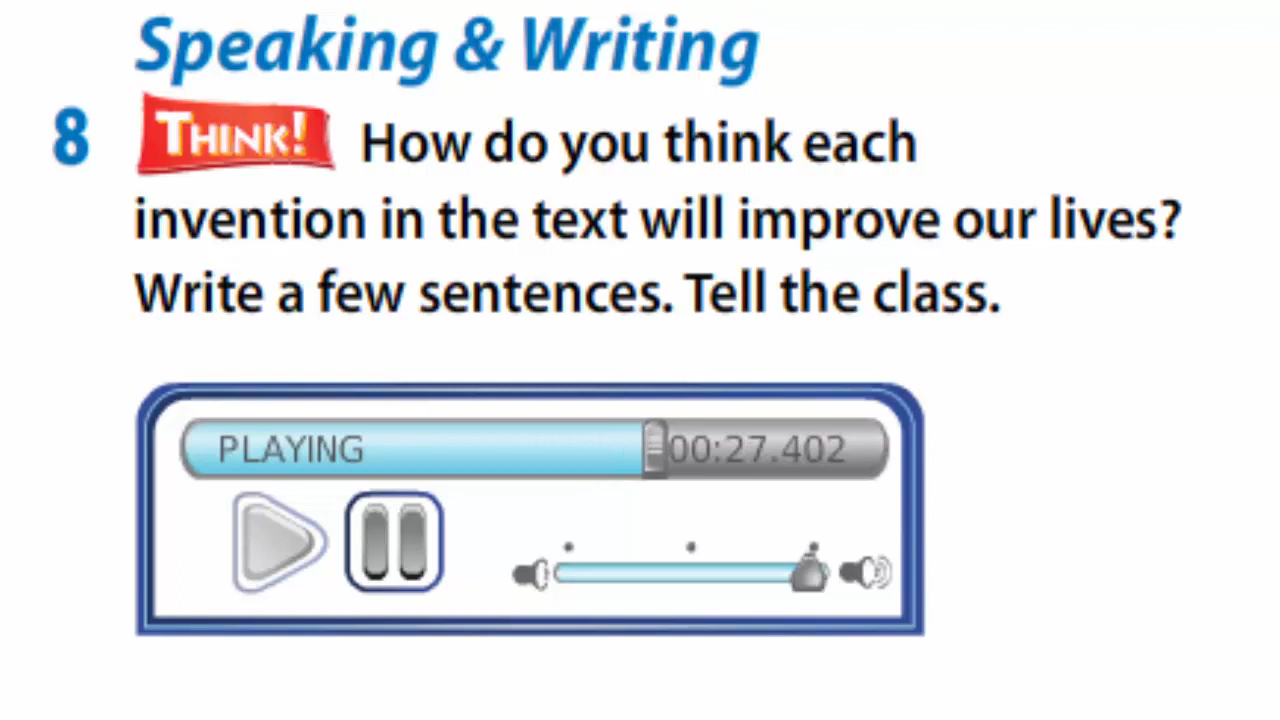 Speaking & Writing
8 THINK! How do you think each
invention in the text will improve our lives?
Write a few sentences. Tell the class.
PLAYING 00:27.402